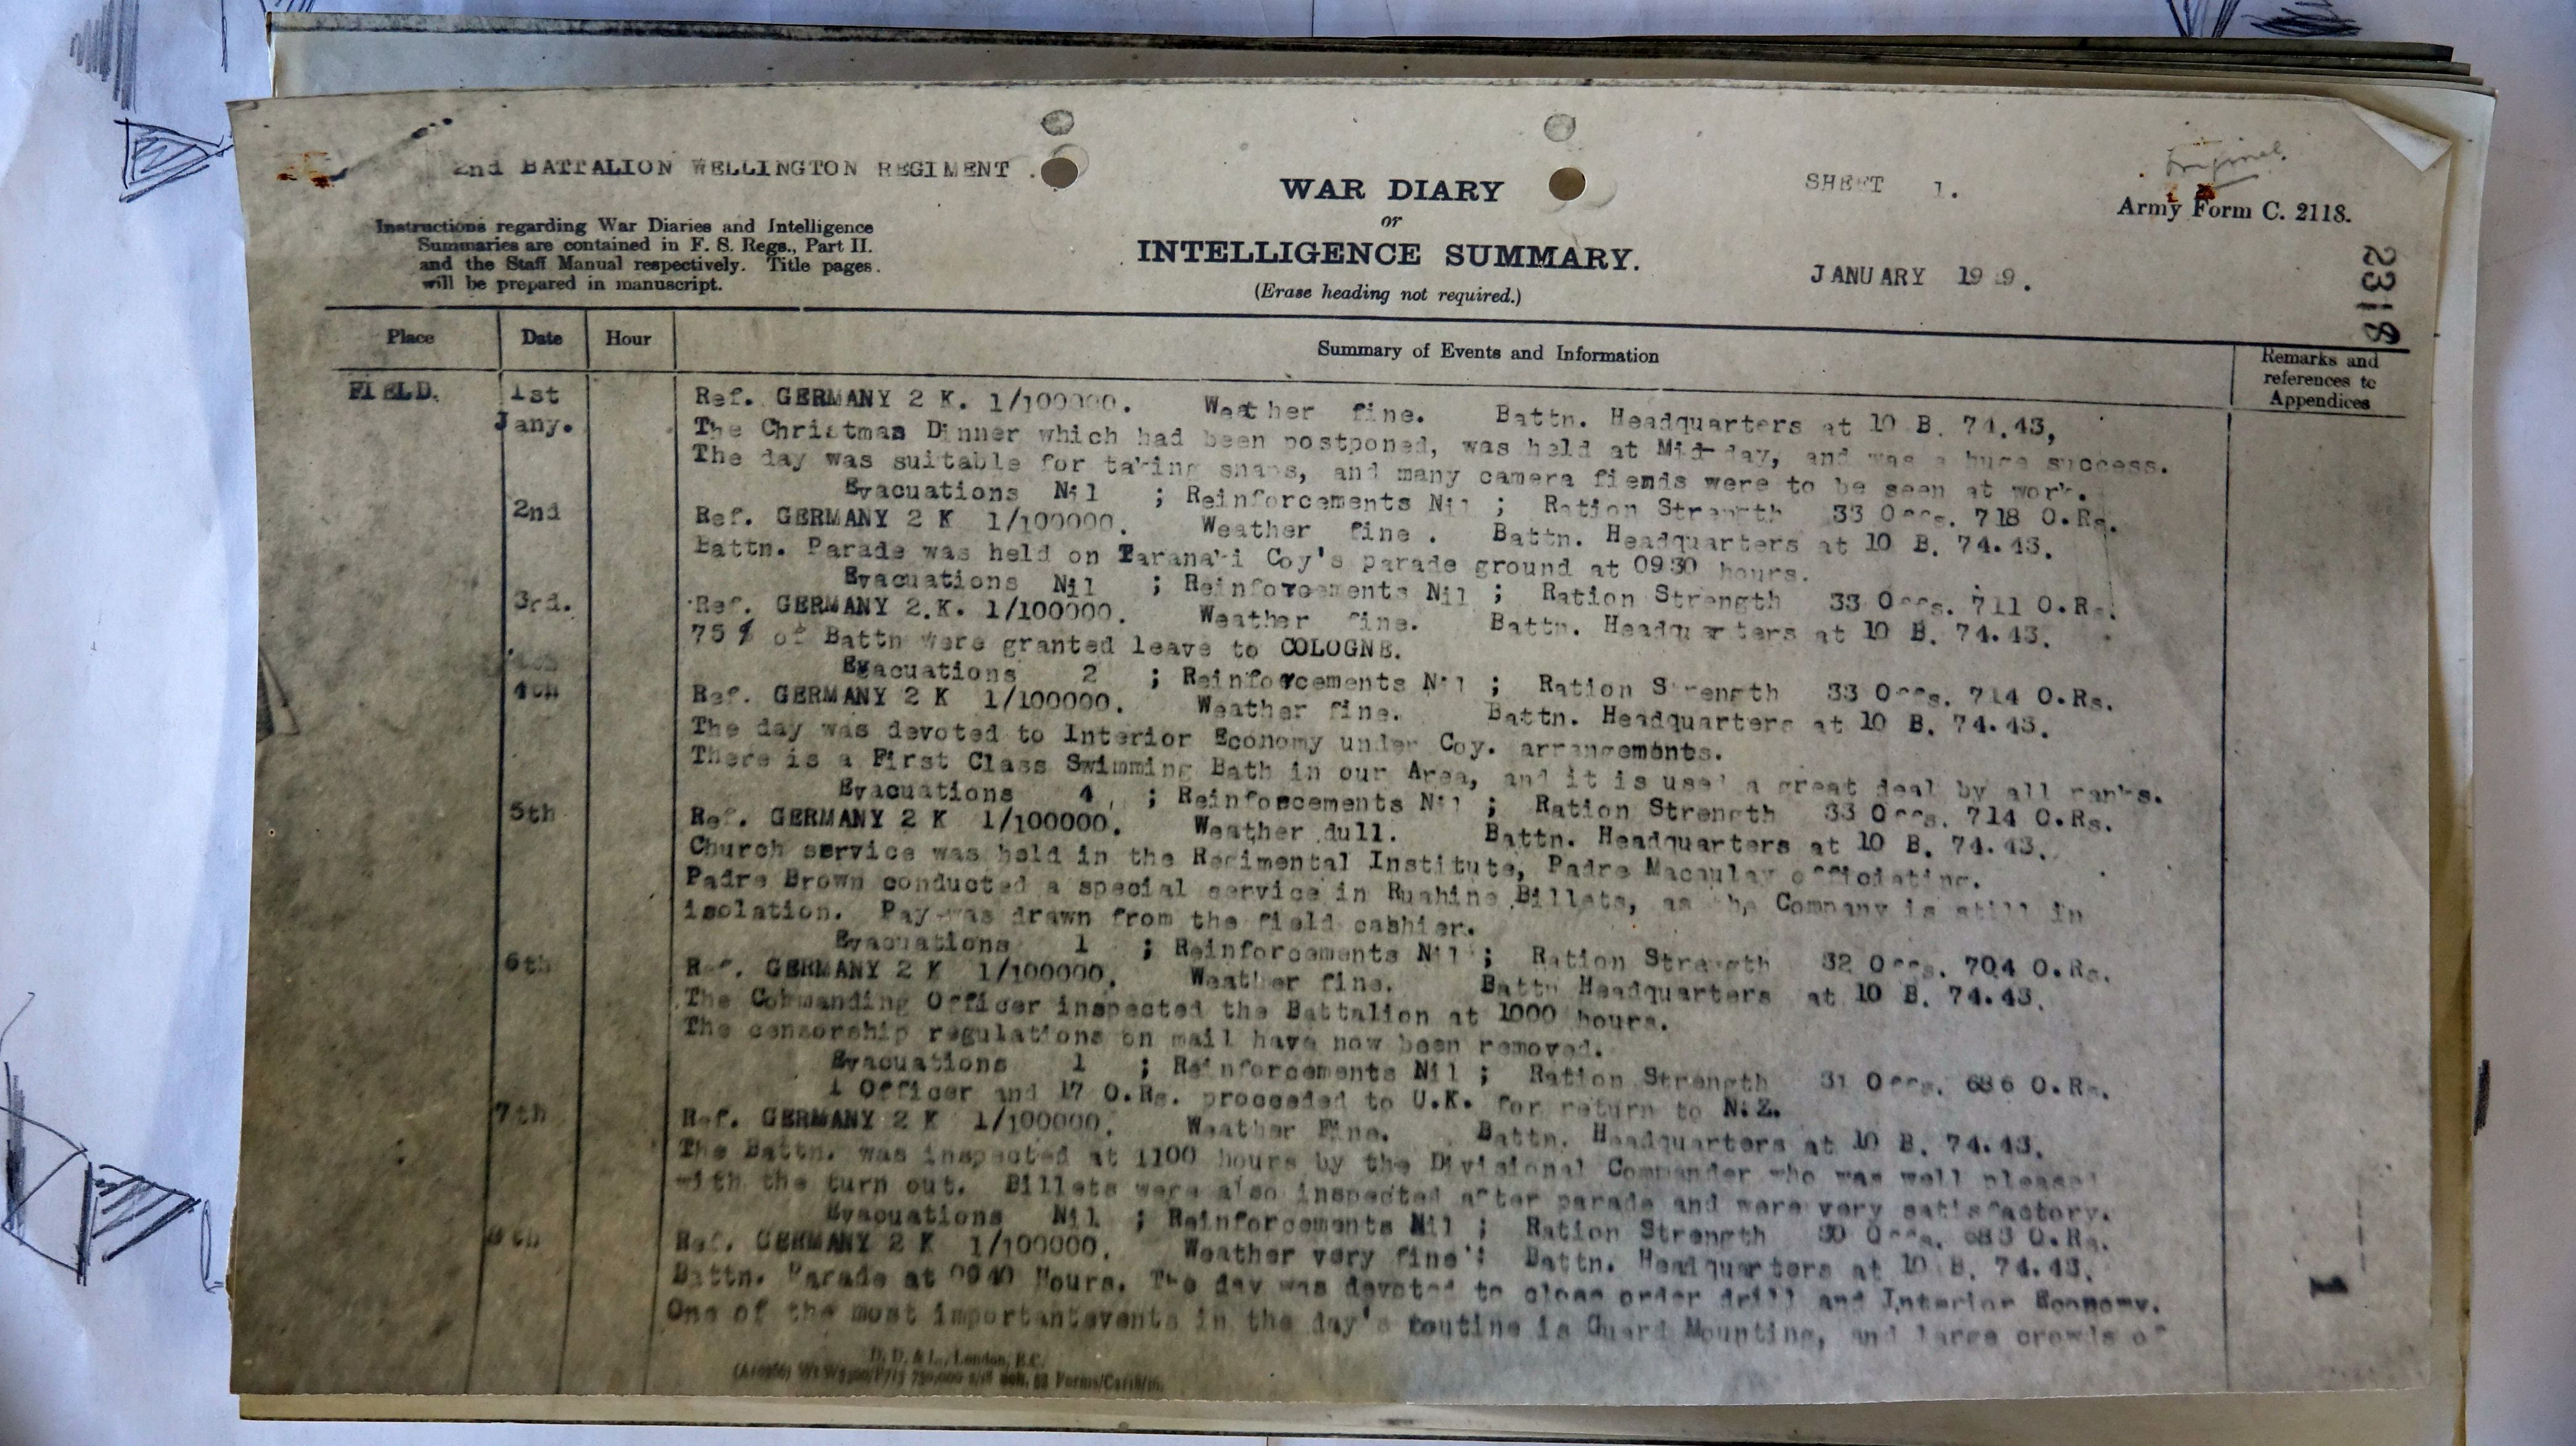 2nd BATTALION WELLINGTON REGIMENT.
Instructions regarding War Diaries and Intelligence
Summaries are contained in F. S. Regs., Part II.
and the Staff Manual respectively. Title pages
will be prepared in manuscript.
WAR DIARY
or
INTELLIGENCE SUMMARY.
(Erase heading not required.)
SHEET 1.
JANUARY 1919.
Original
Army Form C. 2118.
2318
Place Date Hour Summary of Events and Information Remarks and references to Appendices
FIELD. 1st Jany. Ref. GERMANY 2 K. 1/100000. Weather fine. Battn. Headquarters at 10 B. 74.43,
The Christmas Dinner which had been postponed, was held at Mid-day, and was a huge success.
The day was suitable for taking snaps, and many camera fiends were to be seen at work.
Evacuations Nil ; Reinforcements Nil ; Ration Strength 33 Offs. 718 O.Rs.
2nd Ref. GERMANY 2 K 1/100000. Weather fine . Battn. Headquarters at 10 B. 74.43.
Battn. Parade was held on Taranaki Coy's parade ground at 0930 hours.
Evacuations Nil ; Reinforcements Nil ; Ration Strength 33 Offs. 711 O.Rs.
3rd. Ref. GERMANY 2.K. 1/100000. Weather fine. Battn. Headquarters at 10 B. 74.43.
75% of Battn were granted leave to COLOGNE.
Evacuations 2 ; Reinforcements Nil ; Ration Strength 33 Offs. 714 O.Rs.
4th Ref. GERMANY 2 K 1/100000. Weather fine. Battn. Headquarters at 10 B. 74.43.
The day was devoted to Interior Economy under Coy. arrangements.
There is a First Class Swimming Bath in our Area, and it is used a great deal by all ranks.
Evacuations 4 ; Reinforcements Nil ; Ration Strength 33 Offs. 714 O.Rs.
5th Ref. GERMANY 2 K 1/100000. Weather dull. Battn. Headquarters at 10 B. 74.43.
Church service was held in the Regimental Institute, Padre Macaulay officiating.
Padre Brown conducted a special service in Ruahine Billets, as the Company is still in
isolation. Pay was drawn from the field cashier.
Evacuations 1 ; Reinforcements Nil ; Ration Strength 32 Offs. 704 O.Rs.
6th Ref. GERMANY 2 K 1/100000. Weather fine. Battn Headquarters at 10 B. 74.43.
The Commanding Officer inspected the Battalion at 1000 hours.
The censorship regulations on mail have now been removed.
Evacuations 1 ; Reinforcements Nil ; Ration Strength 31 Offs. 686 O.Rs.
1 Officer and 17 O.Rs. proceeded to U.K. for return to N.Z.
7th Ref. GERMANY 2 K 1/100000. Weather Fine. Battn. Headquarters at 10 B. 74.43.
The Battn. was inspected at 1100 hours by the Divisional Commander who was well pleased
with the turn out. Billets were also inspected after parade and were very satisfactory.
Evacuations Nil ; Reinforcements Nil ; Ration Strength 30 Offs. 683 O.Rs.
8th Ref. GERMANY 2 K 1/100000. Weather very fine: Battn. Headquarters at 10 B. 74.43.
Battn. Parade at 0940 Hours. The day was devoted to close order drill and Interior Economy.
One of the most importantevents in the day's routine is Guard Mounting, and large crowds of
1
D. D. & L., London, E.C.